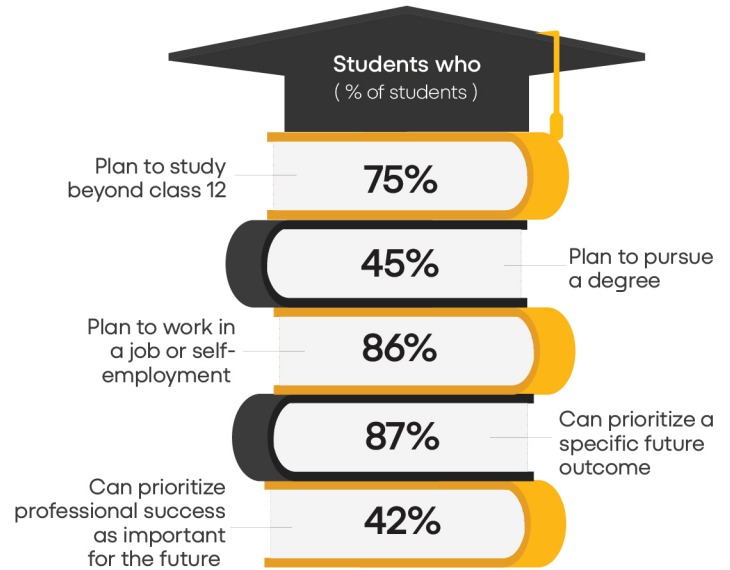 Students who
( % of students )
Plan to study
beyond class 12
75%
45%
Plan to pursue
a degree
Plan to work in
a job or self-
employment
86%
87%
Can prioritize a
specific future
outcome
Can prioritize
professional success
as important
for the future
42%